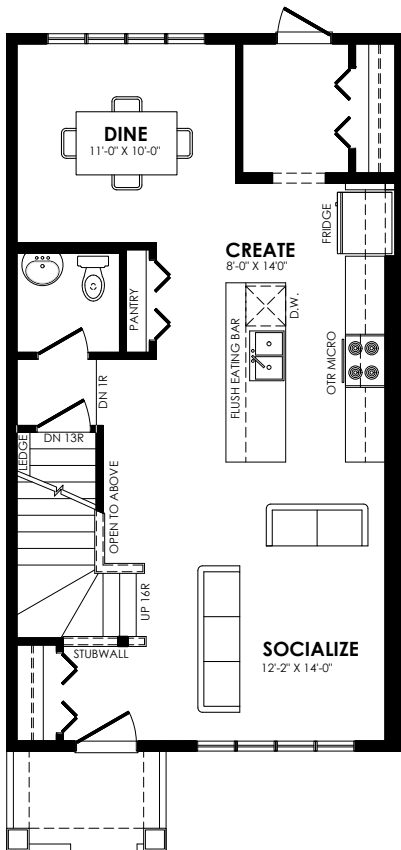 DINE
11'-0" X 10'-0"
FRIDGE
CREATE
8'-0" X 14'0"
PANTRY
D.W.
FLUSH EATING BAR
OTR MICRO
DN 1R
DN 13R
LEDGE
OPEN TO ABOVE
UP 16R
STUBWALL
SOCIALIZE
12'-2" X 14'-0"